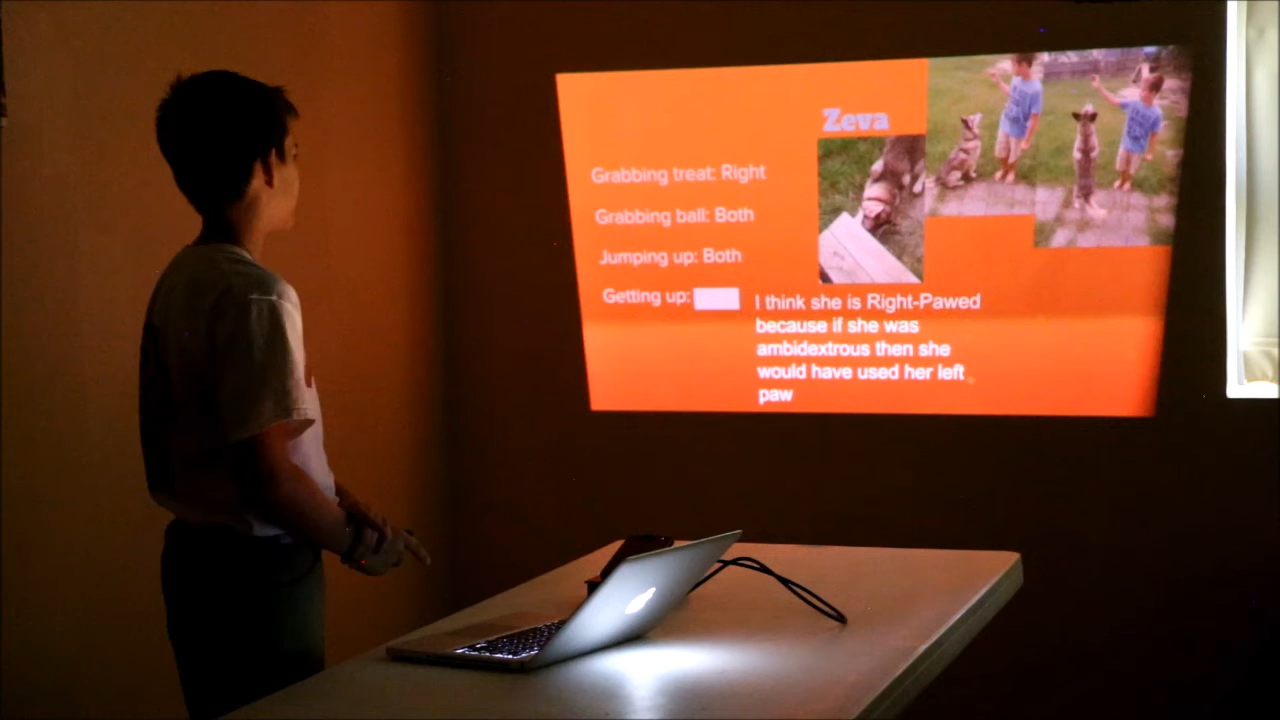 Zeva
Grabbing treat: Right
Grabbing ball: Both
Jumping up: Both
Getting up:
I think she is Right-Pawed
because if she was
ambidextrous then she
would have used her left
paw